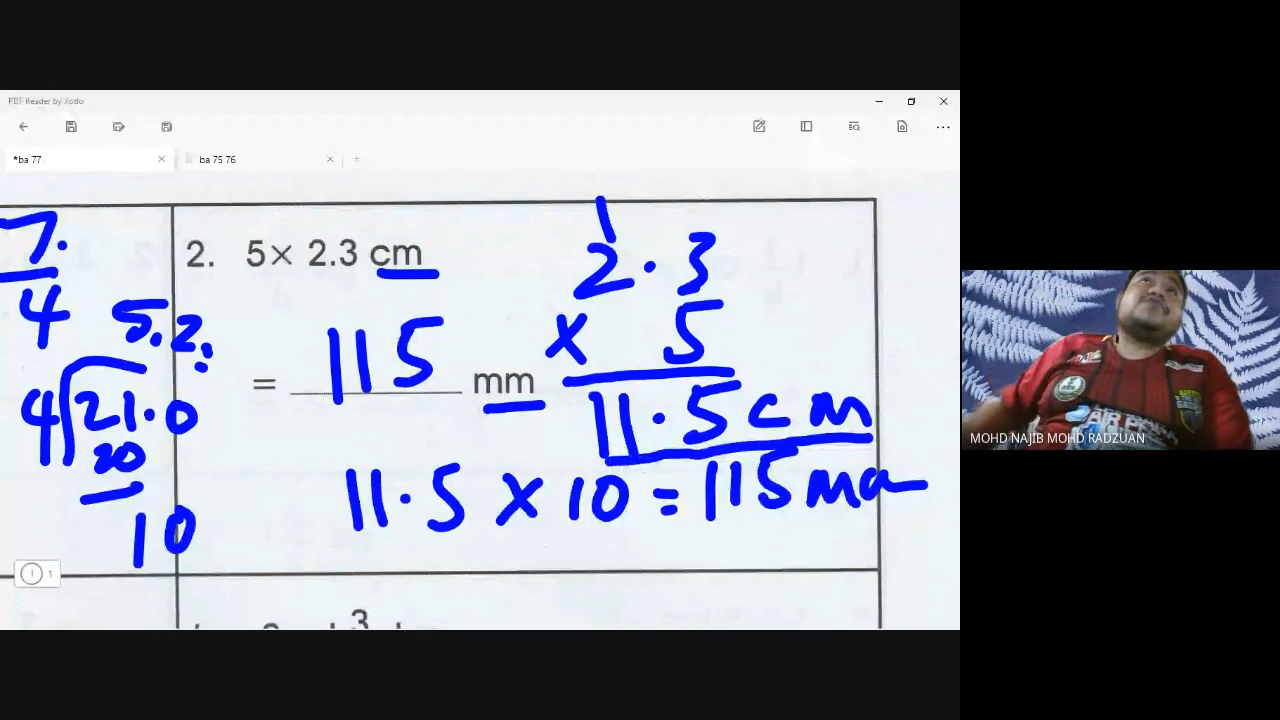 PDF Reader by Xodo
*ba 77
ba 75 76
7.
4
5.2
4 21.0
20
10
2. 5× 2.3 cm
= 115 mm
1
2.3
× 5
11.5 cm
11.5 × 10 = 115 mm
1
3
MOHD NAJIB MOHD RADZUAN